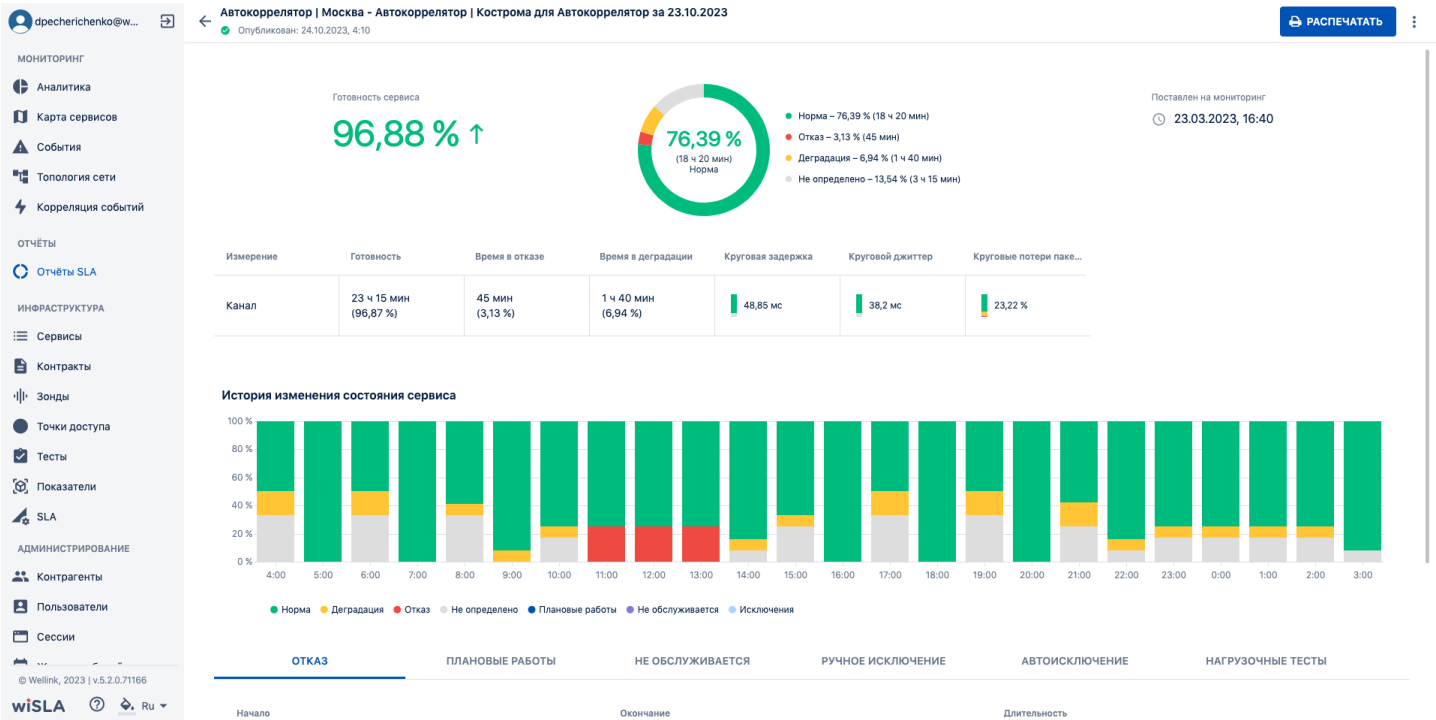 dpecherichenko@w...
МОНИТОРИНГ
Аналитика
Карта сервисов
События
Топология сети
Корреляция событий
ОТЧЁТЫ
Отчёты SLA
ИНФРАСТРУКТУРА
Сервисы
Контракты
Зонды
Точки доступа
Тесты
Показатели
SLA
АДМИНИСТРИРОВАНИЕ
Контрагенты
Пользователи
Сессии
© Wellink, 2023 | v.5.2.0.71166
wiSLA
Ru
Автокоррелятор | Москва - Автокоррелятор | Кострома для Автокоррелятор за 23.10.2023
Опубликован: 24.10.2023, 4:10
РАСПЕЧАТАТЬ
Готовность сервиса
96,88 % ↑
76,39 %
(18 ч 20 мин)
Норма
Норма – 76,39 % (18 ч 20 мин)
Отказ – 3,13 % (45 мин)
Деградация – 6,94 % (1 ч 40 мин)
Не определено – 13,54 % (3 ч 15 мин)
Поставлен на мониторинг
23.03.2023, 16:40
Измерение Готовность Время в отказе Время в деградации Круговая задержка Круговой джиттер Круговые потери паке...
Канал 23 ч 15 мин 45 мин 1 ч 40 мин 48,85 мс 38,2 мс 23,22 %
(96,87 %) (3,13 %) (6,94 %)
История изменения состояния сервиса
100 %
80 %
60 %
40 %
20 %
0 %
4:00 5:00 6:00 7:00 8:00 9:00 10:00 11:00 12:00 13:00 14:00 15:00 16:00 17:00 18:00 19:00 20:00 21:00 22:00 23:00 0:00 1:00 2:00 3:00
Норма Деградация Отказ Не определено Плановые работы Не обслуживается Исключения
ОТКАЗ ПЛАНОВЫЕ РАБОТЫ НЕ ОБСЛУЖИВАЕТСЯ РУЧНОЕ ИСКЛЮЧЕНИЕ АВТОИСКЛЮЧЕНИЕ НАГРУЗОЧНЫЕ ТЕСТЫ
Начало Окончание Длительность